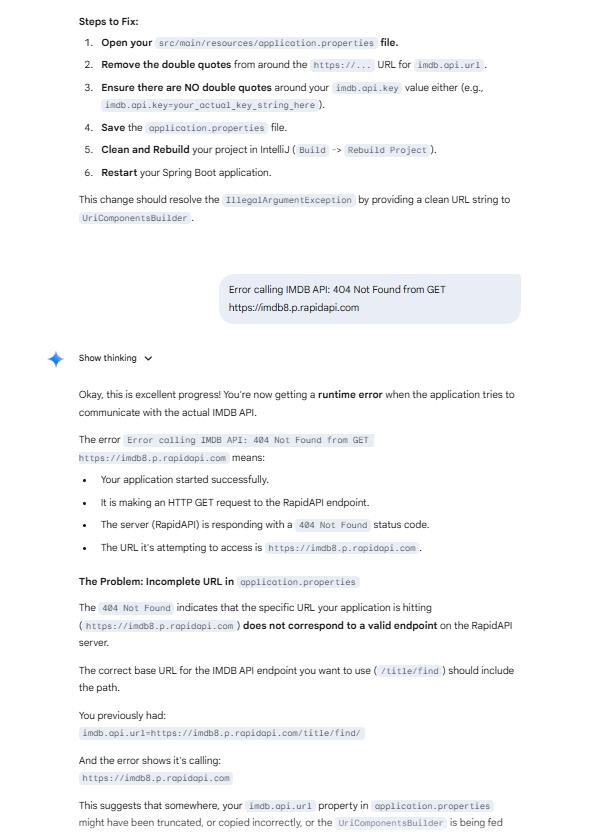 Steps to Fix:
1. Open your src/main/resources/application.properties file.
2. Remove the double quotes from around the https://... URL for imdb.api.url.
3. Ensure there are NO double quotes around your imdb.api.key value either (e.g.,
imdb.api.key=your_actual_key_string_here).
4. Save the application.properties file.
5. Clean and Rebuild your project in IntelliJ (Build -> Rebuild Project).
6. Restart your Spring Boot application.
This change should resolve the IllegalArgumentException by providing a clean URL string to
UriComponentsBuilder.
Error calling IMDB API: 404 Not Found from GET
https://imdb8.p.rapidapi.com
Show thinking
Okay, this is excellent progress! You're now getting a runtime error when the application tries to
communicate with the actual IMDB API.
The error Error calling IMDB API: 404 Not Found from GET
https://imdb8.p.rapidapi.com means:
• Your application started successfully.
• It is making an HTTP GET request to the RapidAPI endpoint.
• The server (RapidAPI) is responding with a 404 Not Found status code.
• The URL it's attempting to access is https://imdb8.p.rapidapi.com.
The Problem: Incomplete URL in application.properties
The 404 Not Found indicates that the specific URL your application is hitting
(https://imdb8.p.rapidapi.com) does not correspond to a valid endpoint on the RapidAPI
server.
The correct base URL for the IMDB API endpoint you want to use (/title/find) should include
the path.
You previously had:
imdb.api.url=https://imdb8.p.rapidapi.com/title/find/
And the error shows it's calling:
https://imdb8.p.rapidapi.com
This suggests that somewhere, your imdb.api.url property in application.properties
might have been truncated, or copied incorrectly, or the UriComponentsBuilder is being fed